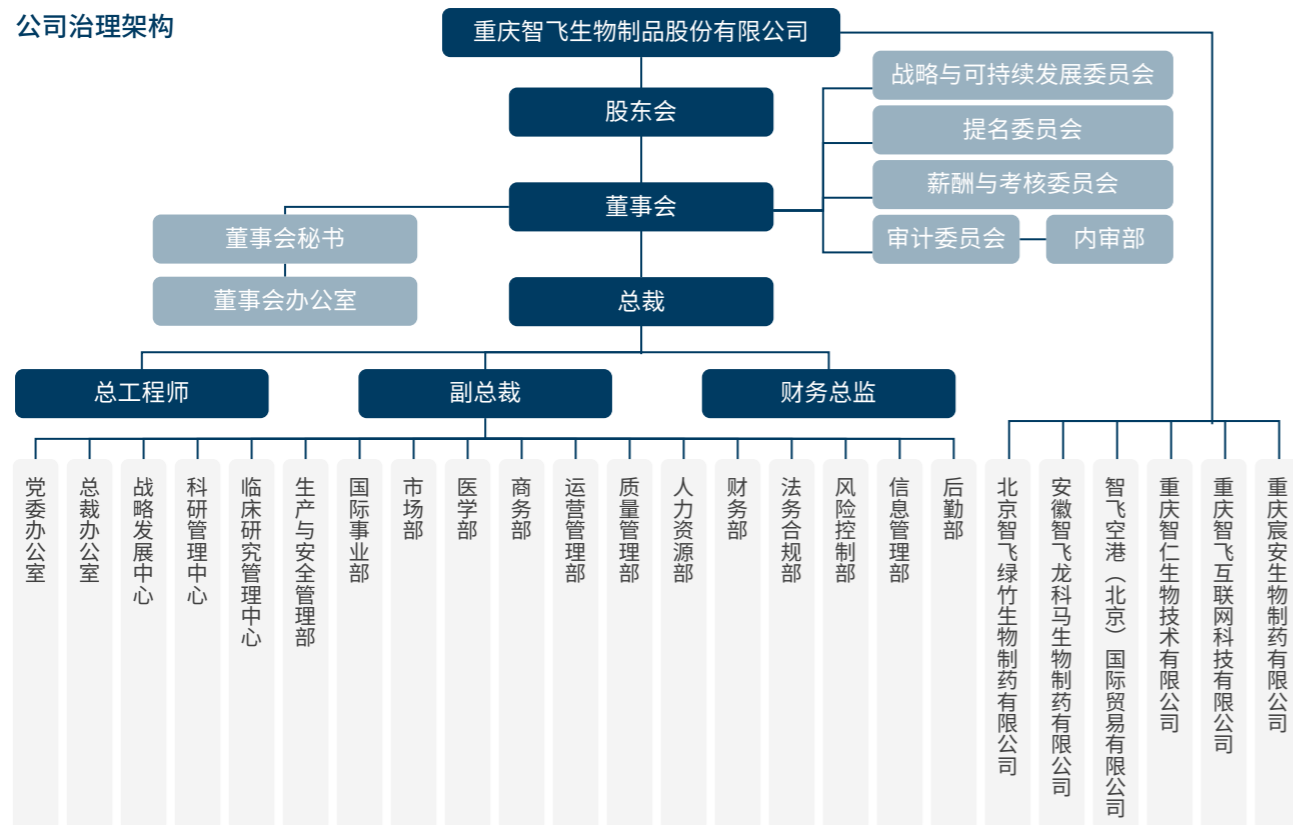 公司治理架构
重庆智飞生物制品股份有限公司
股东会
董事会
战略与可持续发展委员会
提名委员会
薪酬与考核委员会
审计委员会
内审部
董事会秘书
董事会办公室
总裁
总工程师
副总裁
财务总监
党委办公室
总裁办公室
战略发展中心
科研管理中心
临床研究管理中心
生产与安全管理部
国际事业部
市场部
医学部
商务部
运营管理部
质量管理部
人力资源部
财务部
法务合规部
风险控制部
信息管理部
后勤部
北京智飞绿竹生物制药有限公司
安徽智飞龙科马生物制药有限公司
智飞空港（北京）国际贸易有限公司
重庆智仁生物技术有限公司
重庆智飞互联网科技有限公司
重庆宸安生物制药有限公司